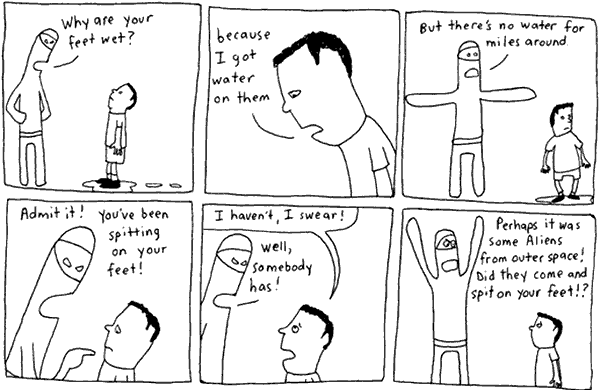 Why are your
feet wet?
because
I got
water
on them
But there's no water for
miles around.
Admit it! You've been
spitting
on your
feet!
I haven't, I swear!
Well,
somebody
has!
Perhaps it was
some Aliens
from outer space!
Did they come and
spit on your feet!?